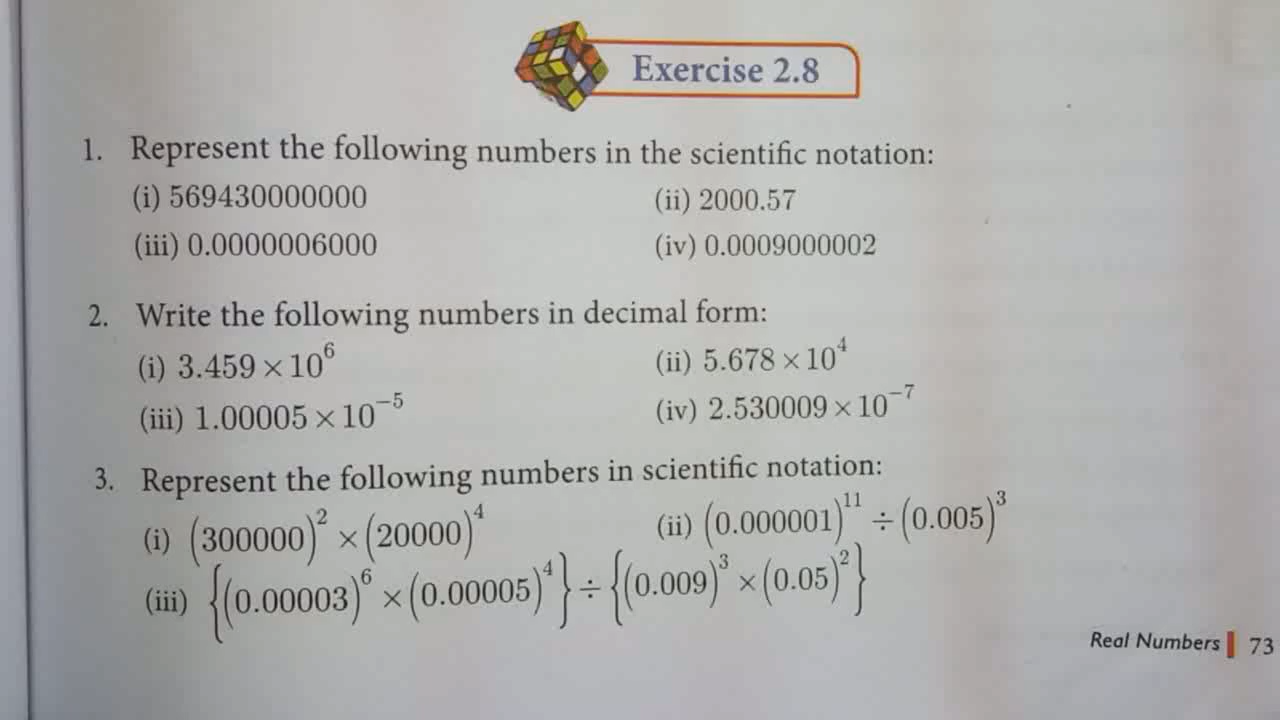 Exercise 2.8
1. Represent the following numbers in the scientific notation:
(i) 569430000000 (ii) 2000.57
(iii) 0.0000006000 (iv) 0.0009000002
2. Write the following numbers in decimal form:
(i) 3.459 × 10⁶ (ii) 5.678 × 10⁴
(iii) 1.00005 × 10⁻⁵ (iv) 2.530009 × 10⁻⁷
3. Represent the following numbers in scientific notation:
(i) (300000)² × (20000)⁴ (ii) (0.000001)¹¹ ÷ (0.005)³
(iii) {(0.00003)⁶ × (0.00005)⁴} ÷ {(0.009)³ × (0.05)²}
Real Numbers 73